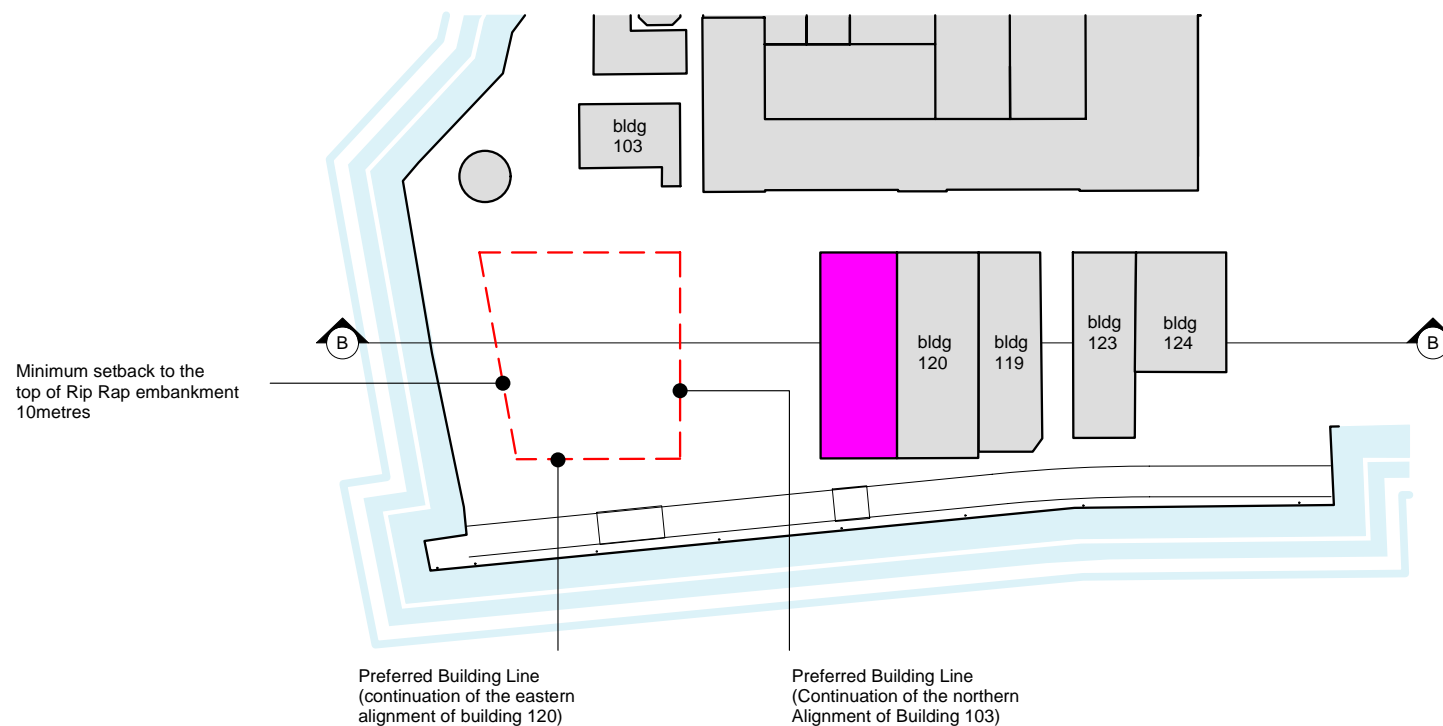 bldg
103
B
bldg
120
bldg
119
bldg
123
bldg
124
B
Minimum setback to the
top of Rip Rap embankment
10metres
Preferred Building Line
(continuation of the eastern
alignment of building 120)
Preferred Building Line
(Continuation of the northern
Alignment of Building 103)